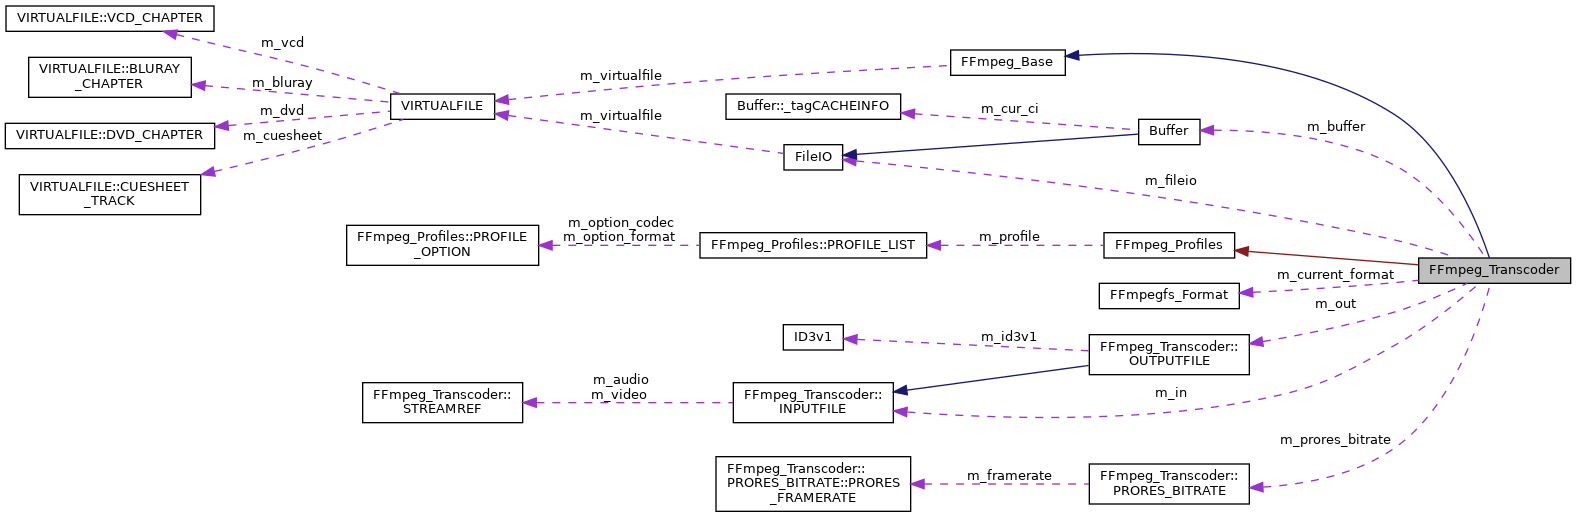 VIRTUALFILE::VCD_CHAPTER
VIRTUALFILE::BLURAY
_CHAPTER
VIRTUALFILE::DVD_CHAPTER
VIRTUALFILE::CUESHEET
_TRACK
m_vcd
m_bluray
m_dvd
m_cuesheet
VIRTUALFILE
m_virtualfile
m_virtualfile
FFmpeg_Base
Buffer::_tagCACHEINFO
m_cur_ci
Buffer
m_buffer
FileIO
m_fileio
FFmpeg_Profiles::PROFILE
_OPTION
m_option_codec
m_option_format
FFmpeg_Profiles::PROFILE_LIST
m_profile
FFmpeg_Profiles
FFmpeg_Transcoder
m_current_format
FFmpegfs_Format
m_out
ID3v1
m_id3v1
FFmpeg_Transcoder::
OUTPUTFILE
FFmpeg_Transcoder::
STREAMREF
m_audio
m_video
FFmpeg_Transcoder::
INPUTFILE
m_in
m_prores_bitrate
FFmpeg_Transcoder::
PRORES_BITRATE::PRORES
_FRAMERATE
m_framerate
FFmpeg_Transcoder::
PRORES_BITRATE